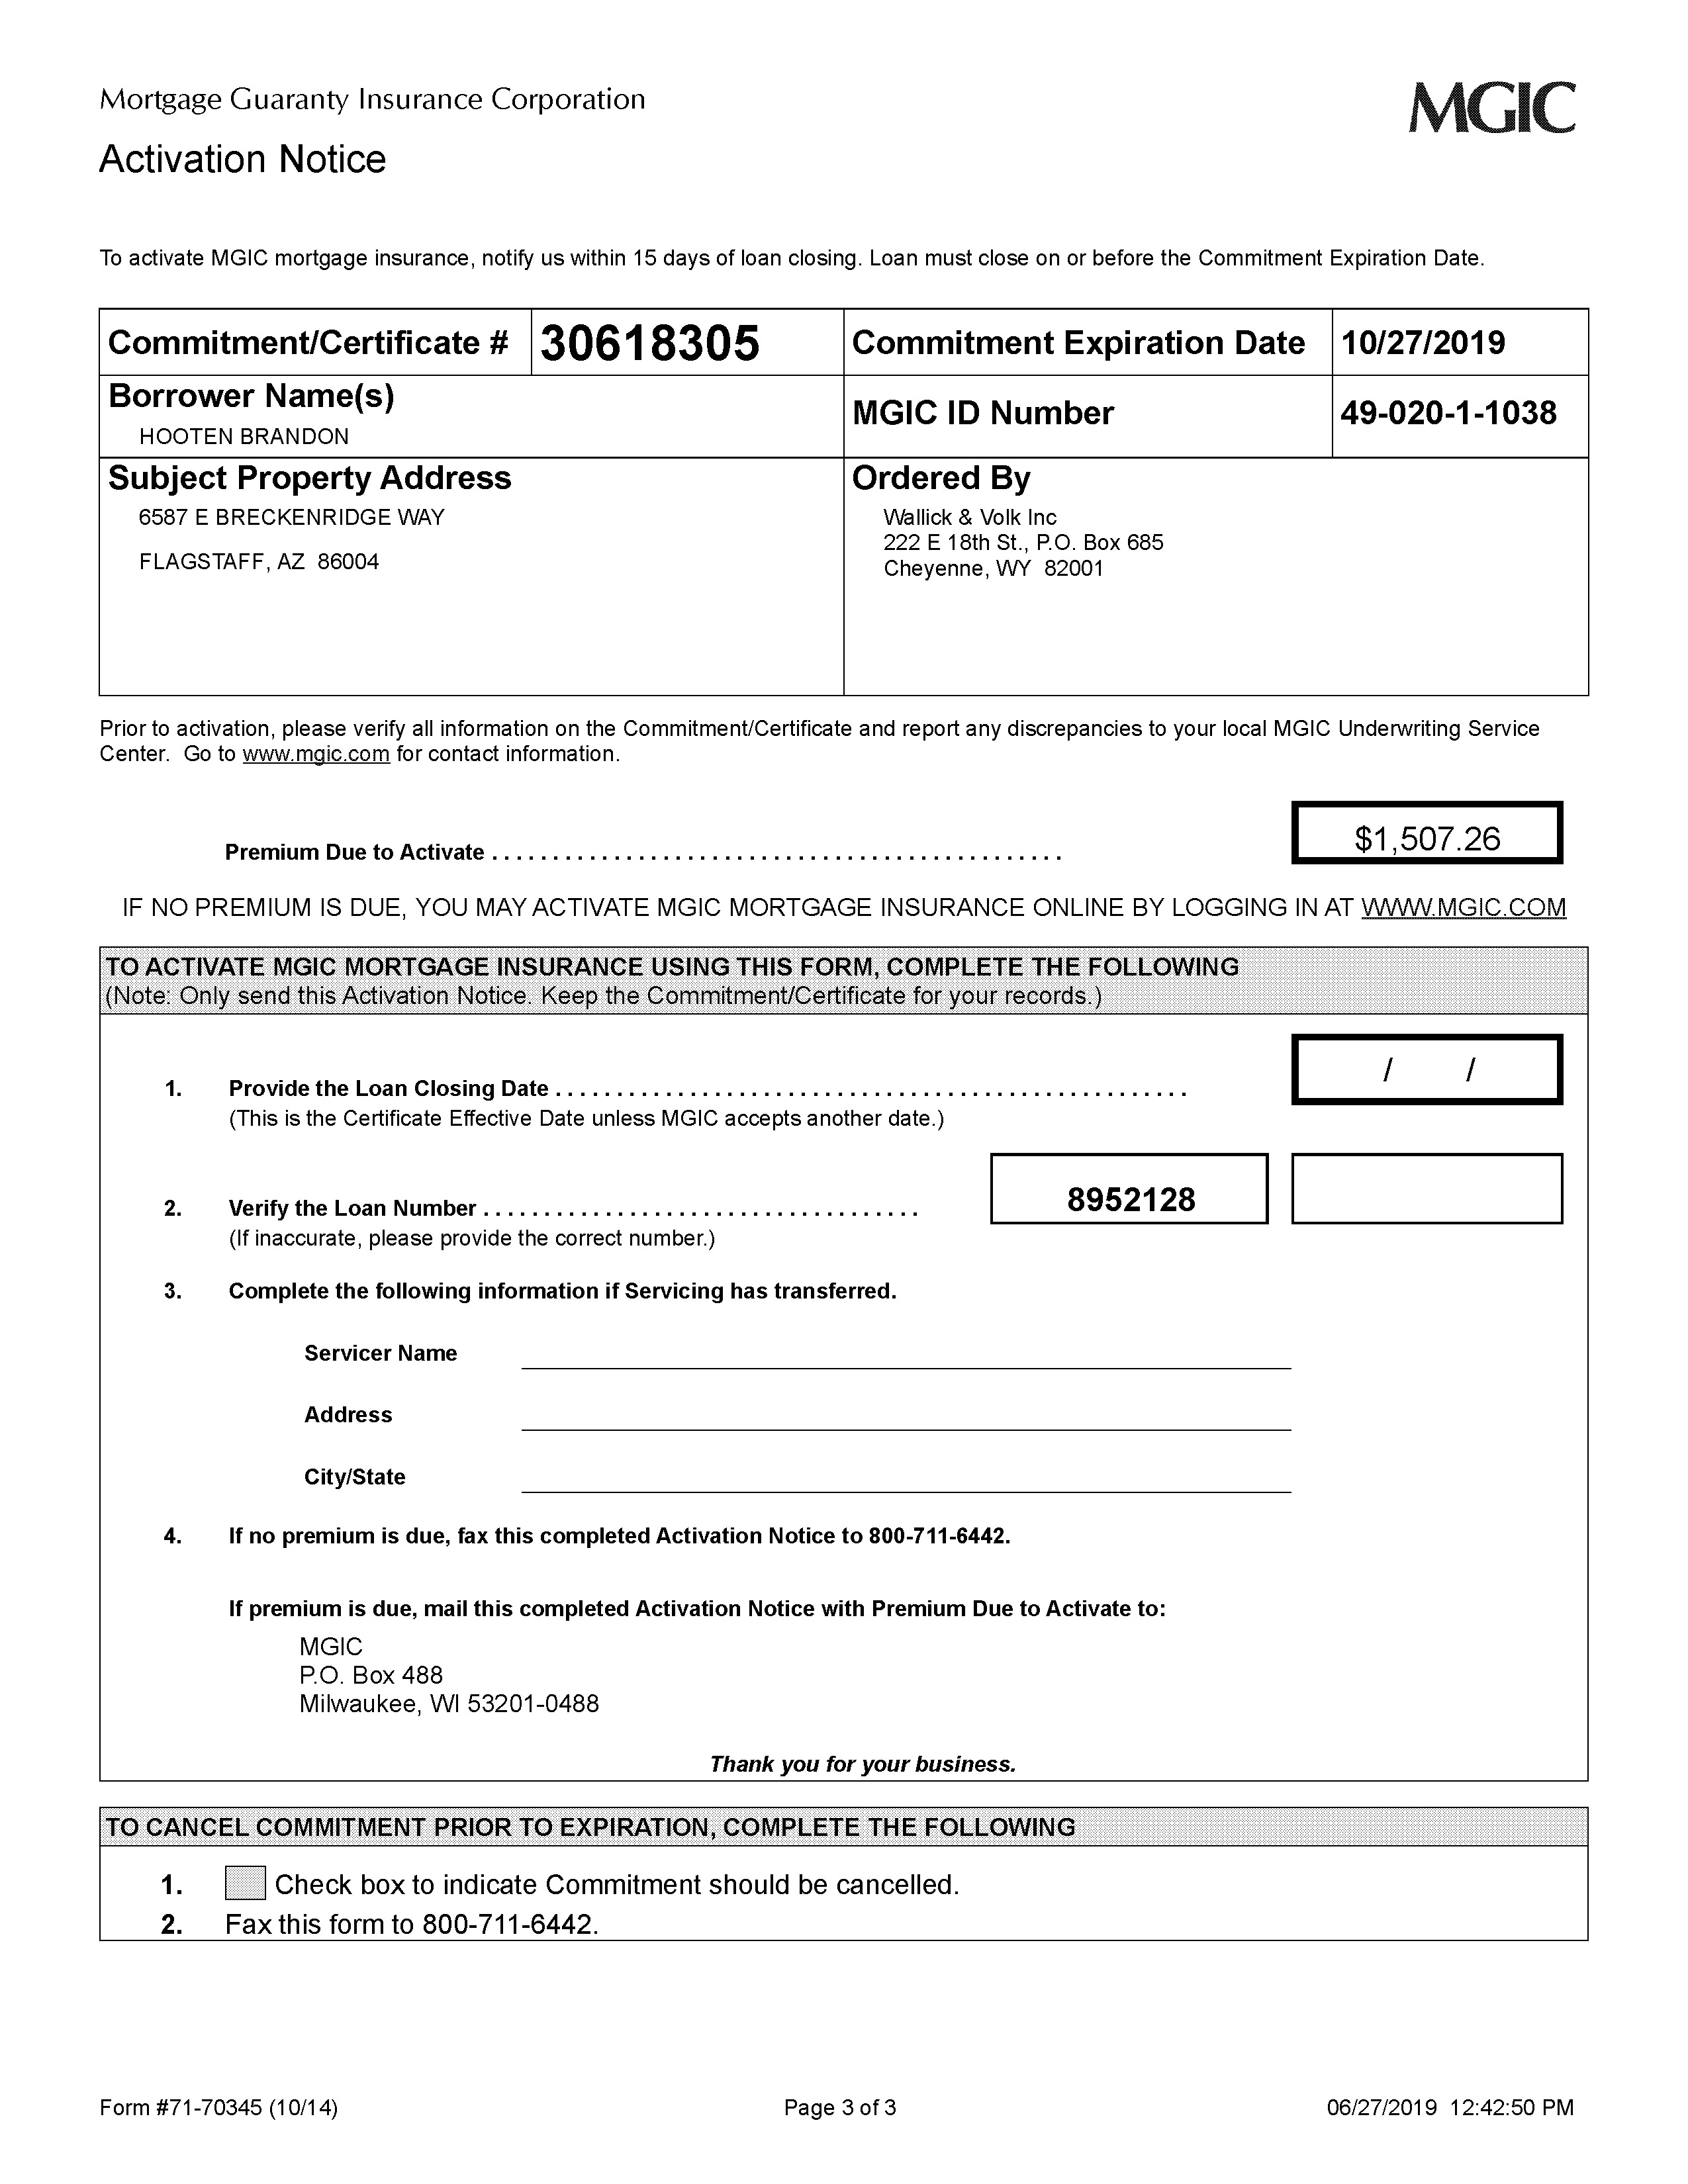 Mortgage Guaranty Insurance Corporation
MGIC
Activation Notice
To activate MGIC mortgage insurance, notify us within 15 days of loan closing. Loan must close on or before the Commitment Expiration Date.
Commitment/Certificate # 30618305 Commitment Expiration Date 10/27/2019
Borrower Name(s)
HOOTEN BRANDON
MGIC ID Number 49-020-1-1038
Subject Property Address
6587 E BRECKENRIDGE WAY
FLAGSTAFF, AZ 86004
Ordered By
Wallick & Volk Inc
222 E 18th St., P.O. Box 685
Cheyenne, WY 82001
Prior to activation, please verify all information on the Commitment/Certificate and report any discrepancies to your local MGIC Underwriting Service
Center. Go to www.mgic.com for contact information.
Premium Due to Activate . . . . . . . . . . . . . . . . . . . . . . . . . . . . . . . . . . . . . . . . . . . . . . . $1,507.26
IF NO PREMIUM IS DUE, YOU MAY ACTIVATE MGIC MORTGAGE INSURANCE ONLINE BY LOGGING IN AT WWW.MGIC.COM
TO ACTIVATE MGIC MORTGAGE INSURANCE USING THIS FORM, COMPLETE THE FOLLOWING
(Note: Only send this Activation Notice. Keep the Commitment/Certificate for your records.)
1. Provide the Loan Closing Date . . . . . . . . . . . . . . . . . . . . . . . . . . . . . . . . . . . . . . . . . . . . . . . . . . . . / /
(This is the Certificate Effective Date unless MGIC accepts another date.)
2. Verify the Loan Number . . . . . . . . . . . . . . . . . . . . . . . . . . . . . . . . . . . . 8952128
(If inaccurate, please provide the correct number.)
3. Complete the following information if Servicing has transferred.
Servicer Name
Address
City/State
4. If no premium is due, fax this completed Activation Notice to 800-711-6442.
If premium is due, mail this completed Activation Notice with Premium Due to Activate to:
MGIC
P.O. Box 488
Milwaukee, WI 53201-0488
Thank you for your business.
TO CANCEL COMMITMENT PRIOR TO EXPIRATION, COMPLETE THE FOLLOWING
1. Check box to indicate Commitment should be cancelled.
2. Fax this form to 800-711-6442.
Form #71-70345 (10/14) Page 3 of 3 06/27/2019 12:42:50 PM